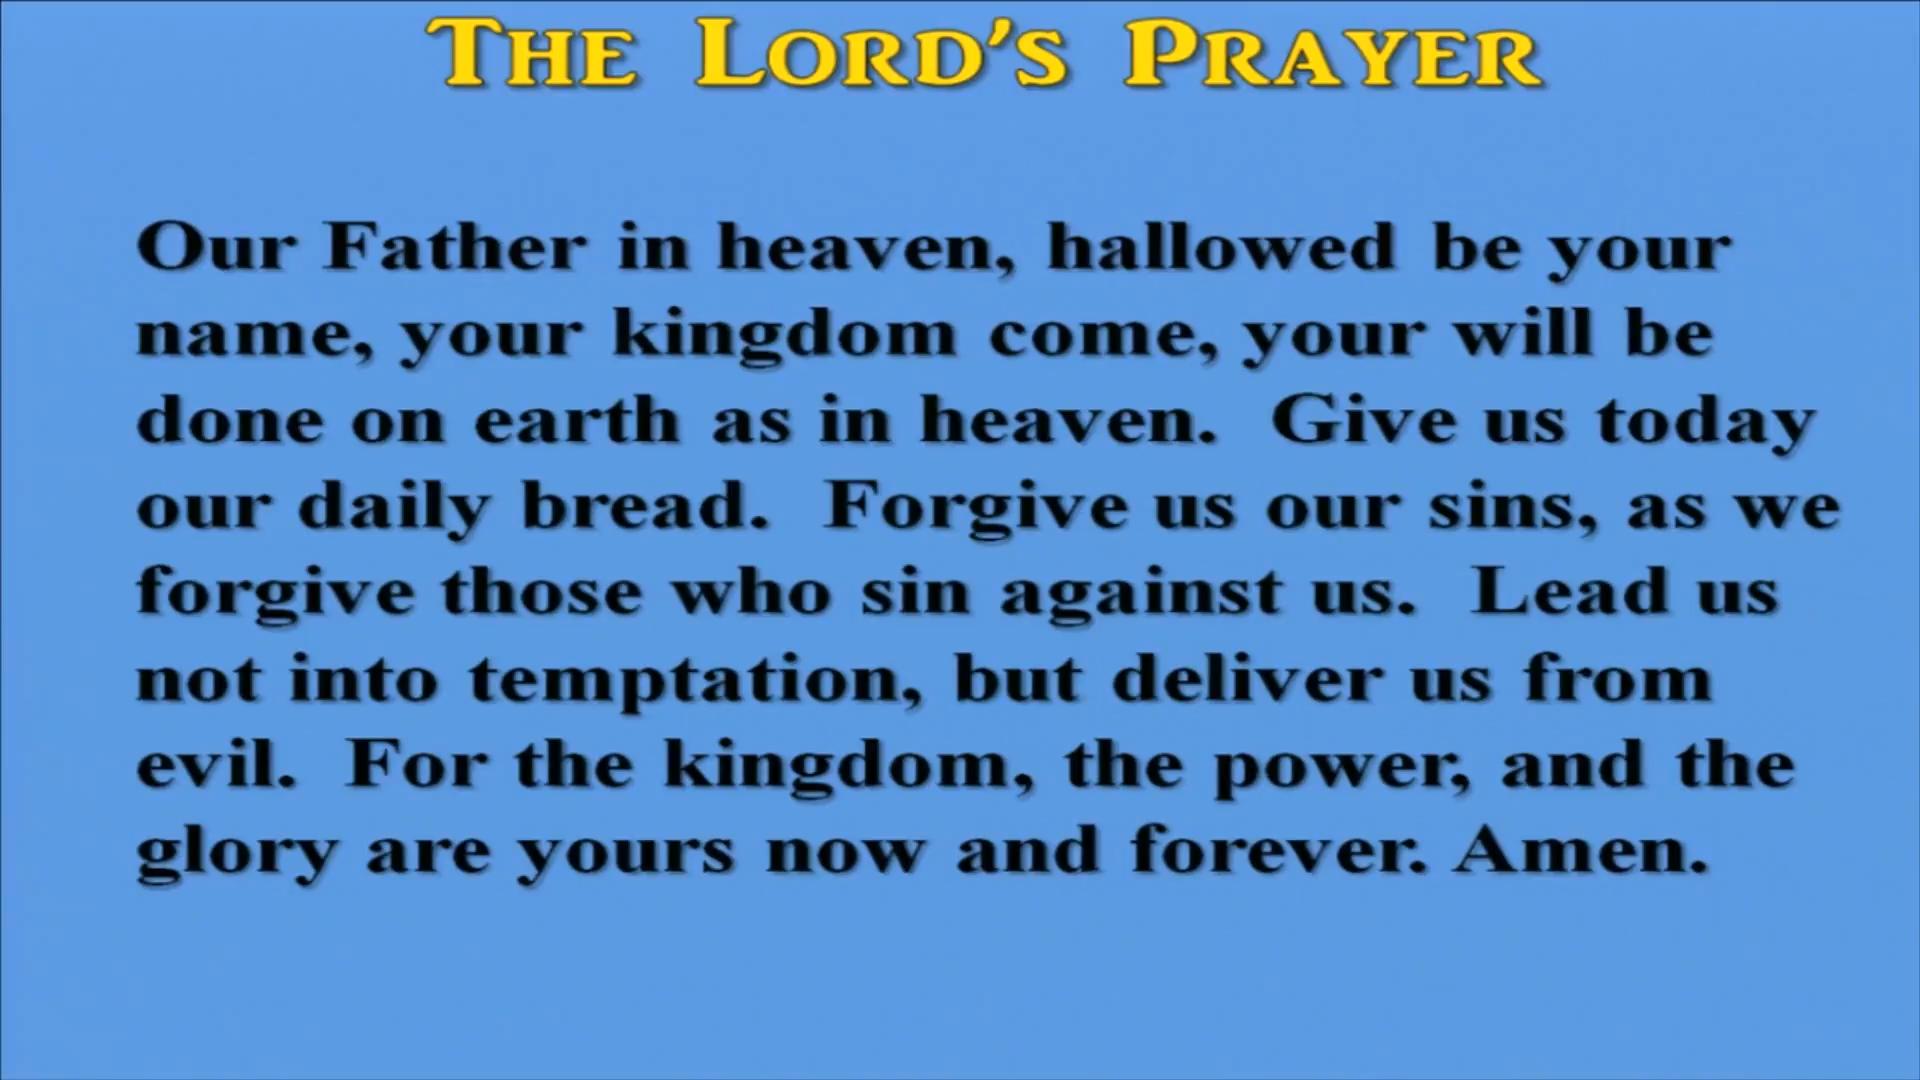 THE LORD'S PRAYER
Our Father in heaven, hallowed be your
name, your kingdom come, your will be
done on earth as in heaven.  Give us today
our daily bread.  Forgive us our sins, as we
forgive those who sin against us.  Lead us
not into temptation, but deliver us from
evil.  For the kingdom, the power, and the
glory are yours now and forever. Amen.